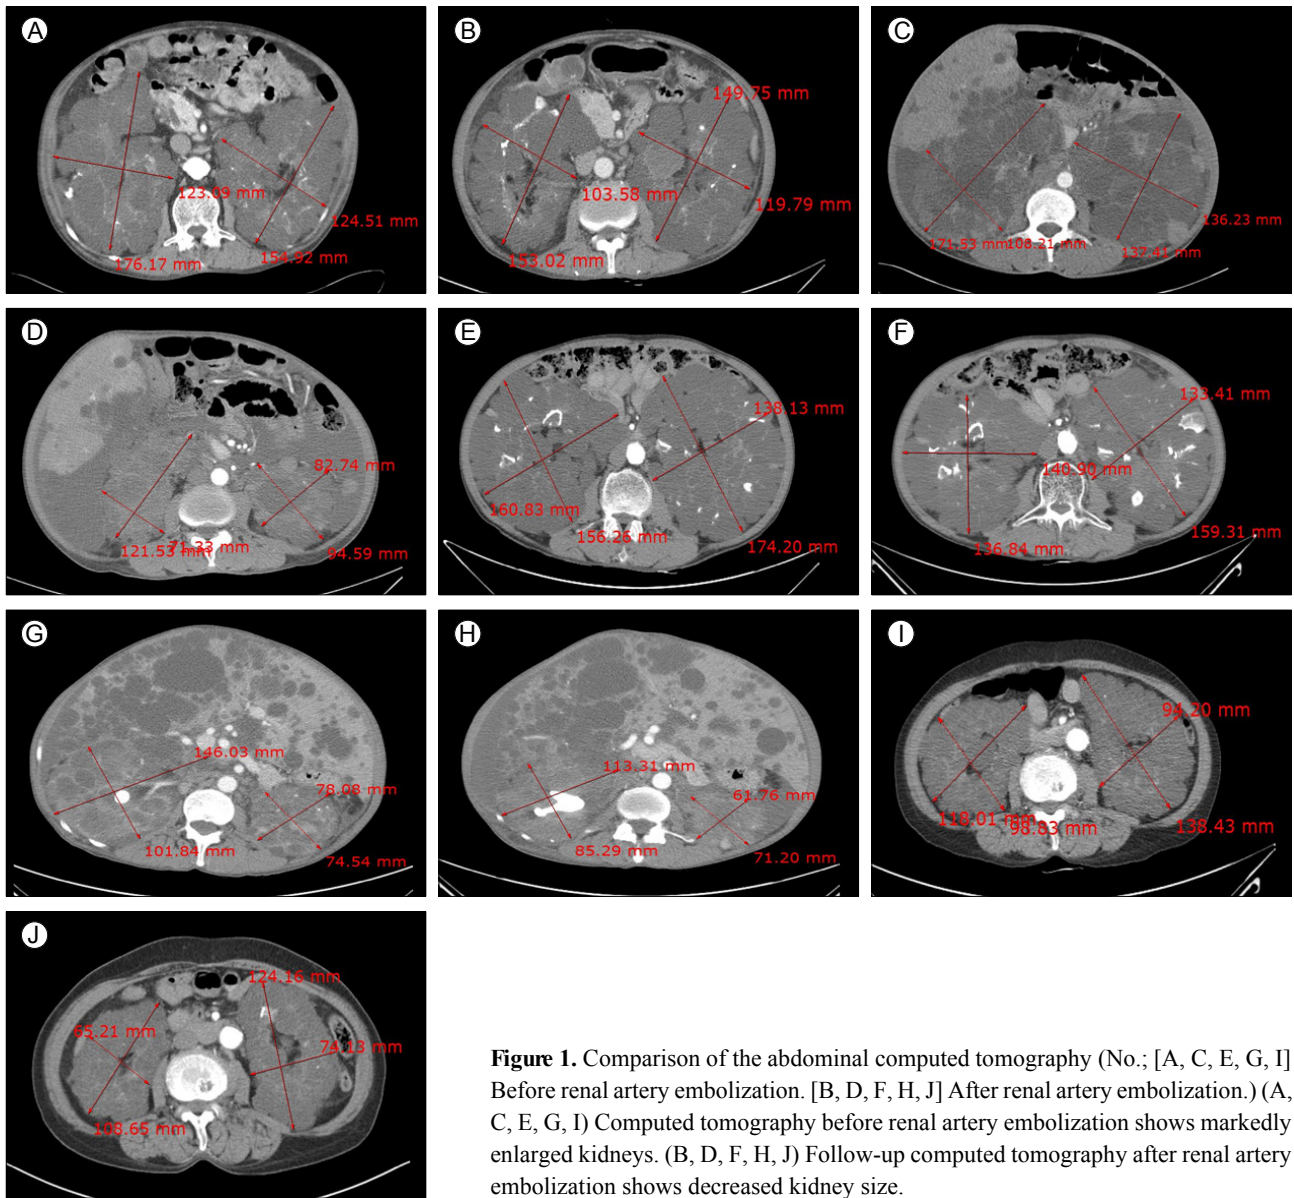 A
123.09 mm
124.51 mm
176.17 mm
154.92 mm
B
149.75 mm
103.58 mm
119.79 mm
153.02 mm
C
136.23 mm
171.53 mm
108.21 mm
137.41 mm
D
82.74 mm
121.53 mm
71.33 mm
94.59 mm
E
138.13 mm
160.83 mm
156.26 mm
174.20 mm
F
133.41 mm
140.90 mm
159.31 mm
136.84 mm
G
146.03 mm
78.08 mm
101.84 mm
74.54 mm
H
113.31 mm
61.76 mm
85.29 mm
71.20 mm
I
94.20 mm
118.01 mm
98.83 mm
138.43 mm
J
124.16 mm
65.21 mm
74.13 mm
108.65 mm
Figure 1. Comparison of the abdominal computed tomography (No.; [A, C, E, G, I]
Before renal artery embolization. [B, D, F, H, J] After renal artery embolization.) (A,
C, E, G, I) Computed tomography before renal artery embolization shows markedly
enlarged kidneys. (B, D, F, H, J) Follow-up computed tomography after renal artery
embolization shows decreased kidney size.